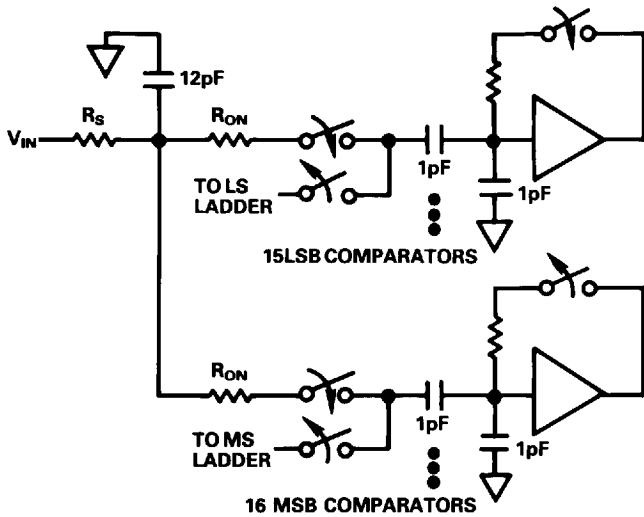 12pF
RS
RON
VIN
1pF
TO LS
LADDER
1pF
15LSB COMPARATORS
RON
1pF
TO MS
LADDER
1pF
16 MSB COMPARATORS